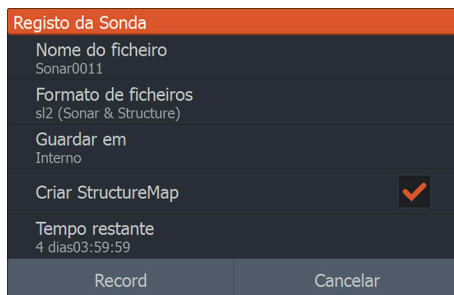 Registo da Sonda
Nome do ficheiro
Sonar0011
Formato de ficheiros
sl2 (Sonar & Structure)
Guardar em
Interno
Criar StructureMap
Tempo restante
4 dias03:59:59
Record Cancelar